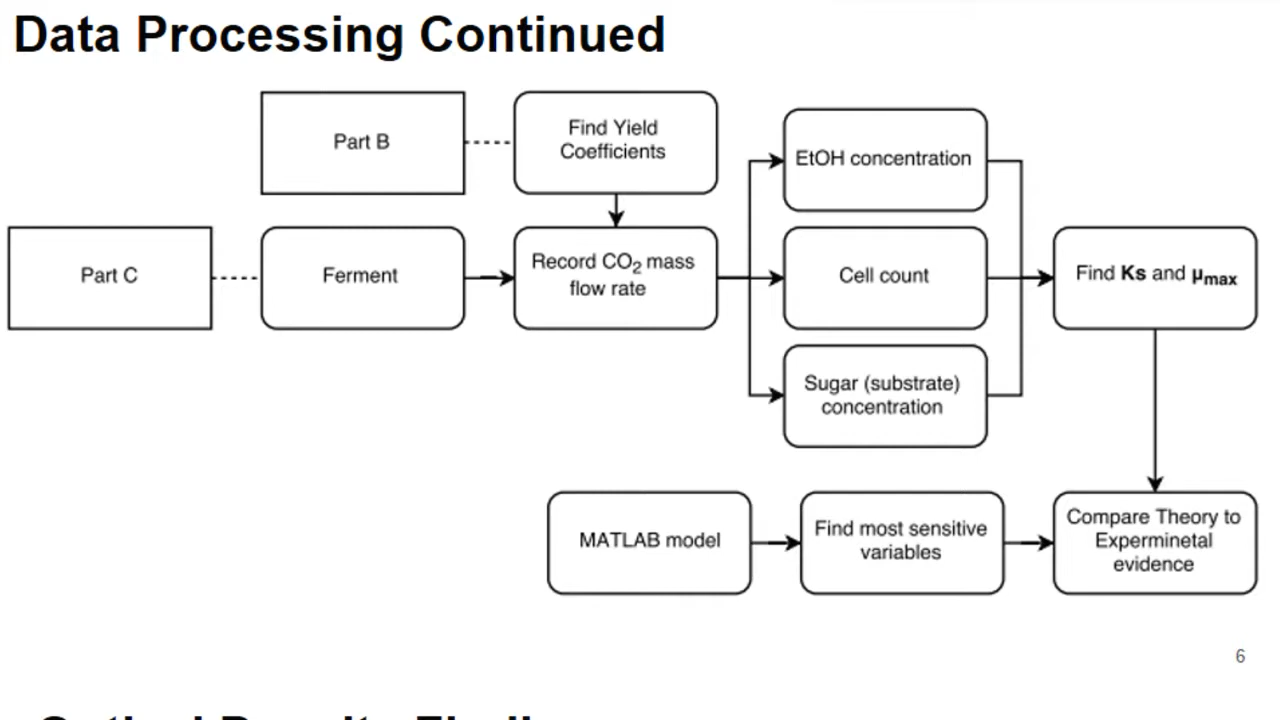 Data Processing Continued
Part B
Find Yield
Coefficients
EtOH concentration
Part C
Ferment
Record CO2 mass
flow rate
Cell count
Find Ks and μmax
Sugar (substrate)
concentration
MATLAB model
Find most sensitive
variables
Compare Theory to
Experminetal
evidence
6